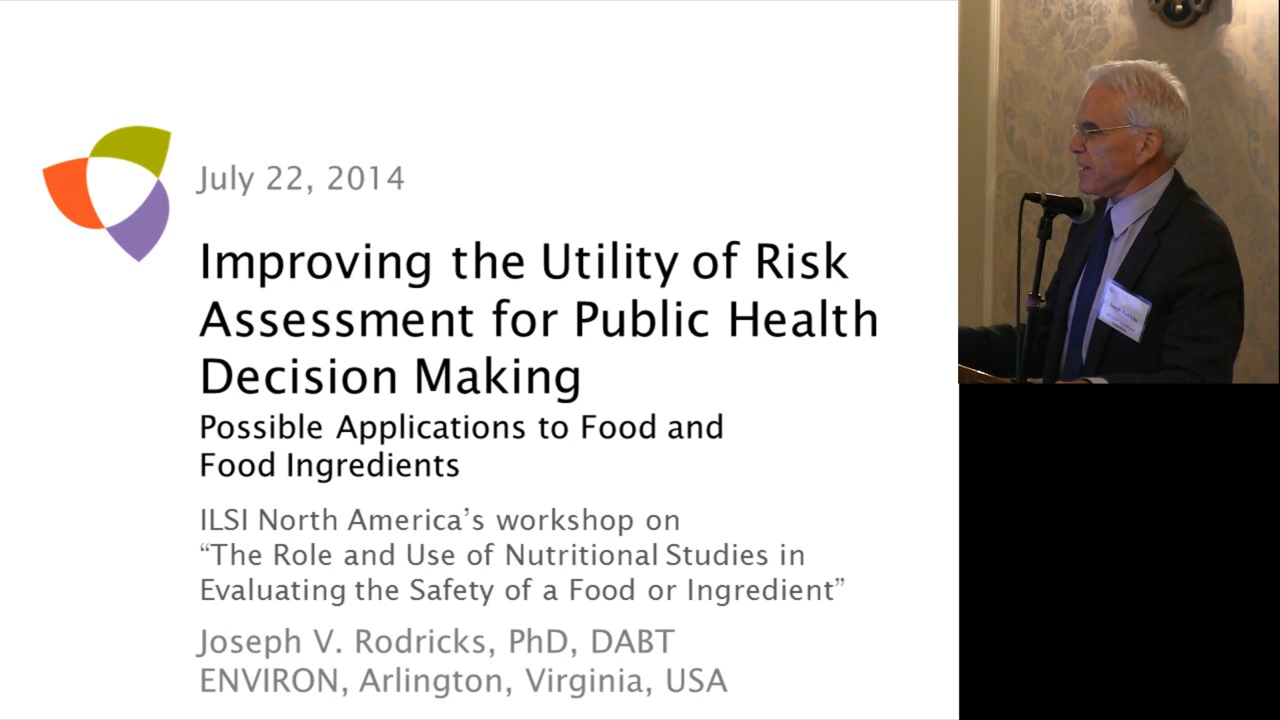 July 22, 2014
Improving the Utility of Risk
Assessment for Public Health
Decision Making
Possible Applications to Food and
Food Ingredients
ILSI North America’s workshop on
“The Role and Use of Nutritional Studies in
Evaluating the Safety of a Food or Ingredient”
Joseph V. Rodricks, PhD, DABT
ENVIRON, Arlington, Virginia, USA